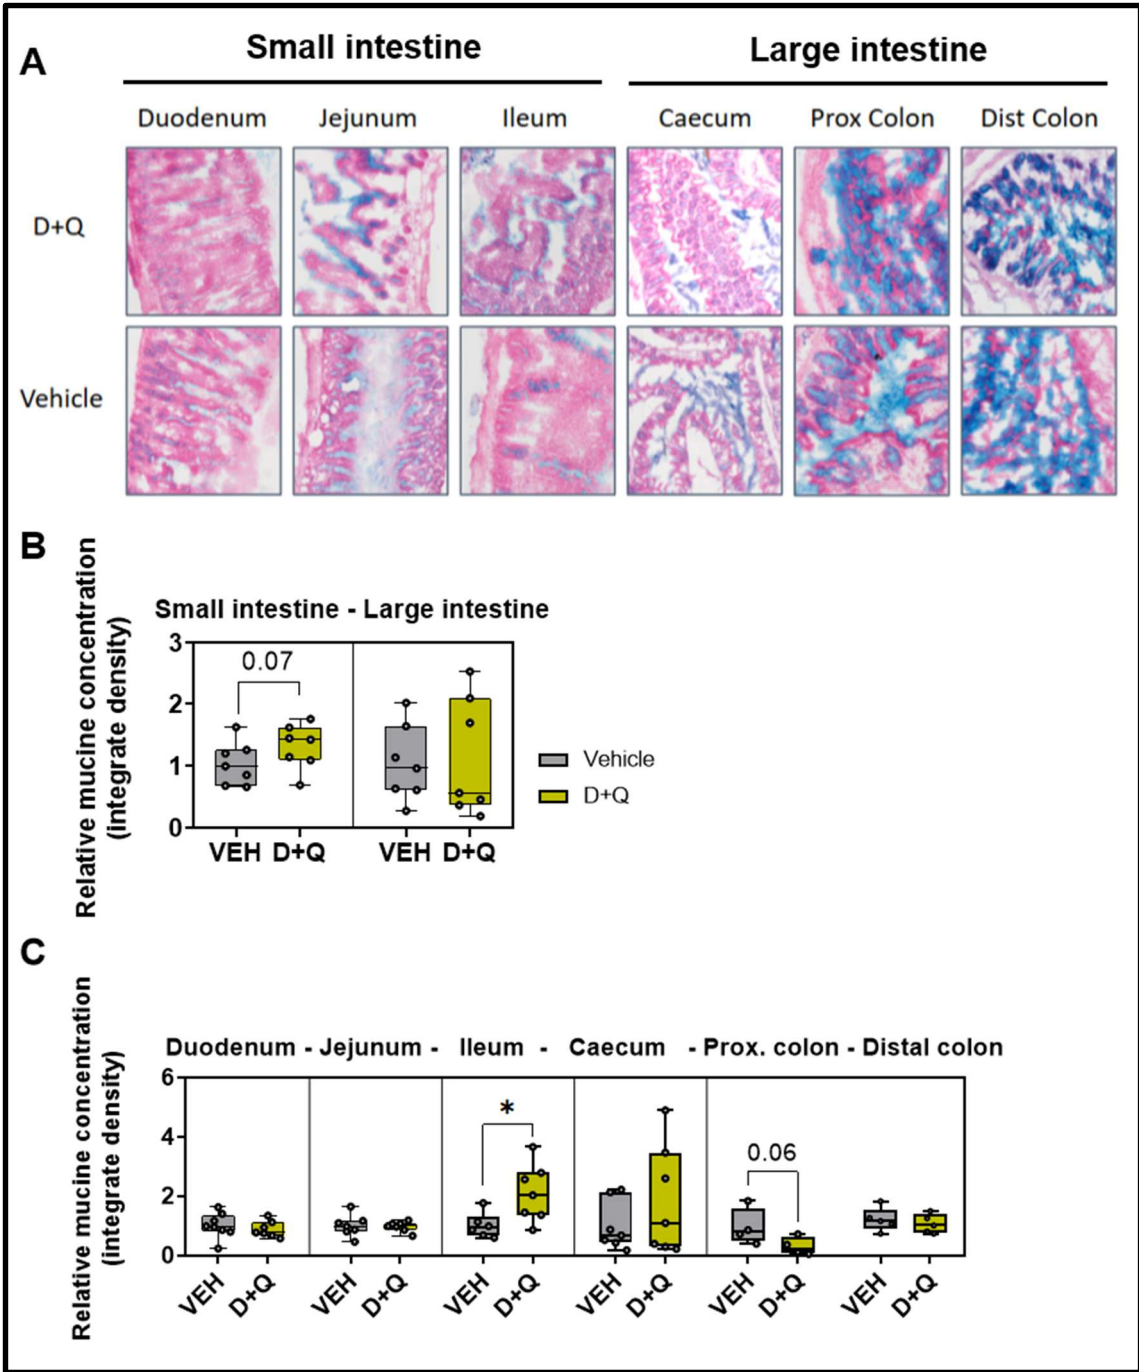 A
Small intestine
Large intestine
Duodenum
Jejunum
Ileum
Caecum
Prox Colon
Dist Colon
D+Q
Vehicle
B
Relative mucine concentration
(integrate density)
Small intestine - Large intestine
3
2
1
0
0.07
VEH D+Q
VEH D+Q
Vehicle
D+Q
C
Relative mucine concentration
(integrate density)
Duodenum - Jejunum - Ileum - Caecum - Prox. colon - Distal colon
6
4
2
0
*
0.06
VEH
D+Q
VEH
D+Q
VEH
D+Q
VEH
D+Q
VEH
D+Q
VEH
D+Q